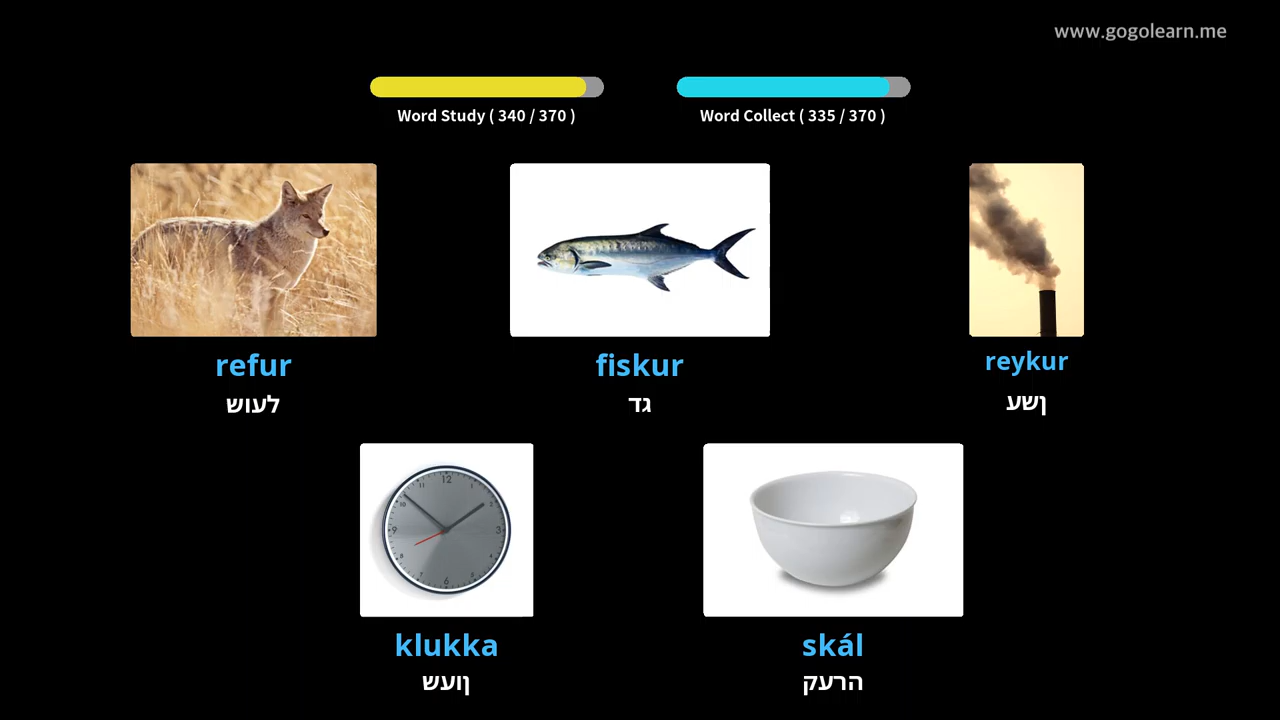 www.gogolearn.me
Word Study ( 340 / 370 )
Word Collect ( 335 / 370 )
refur
לעוש
fiskur
גד
reykur
ןשע
klukka
ןועש
skál
הרעק